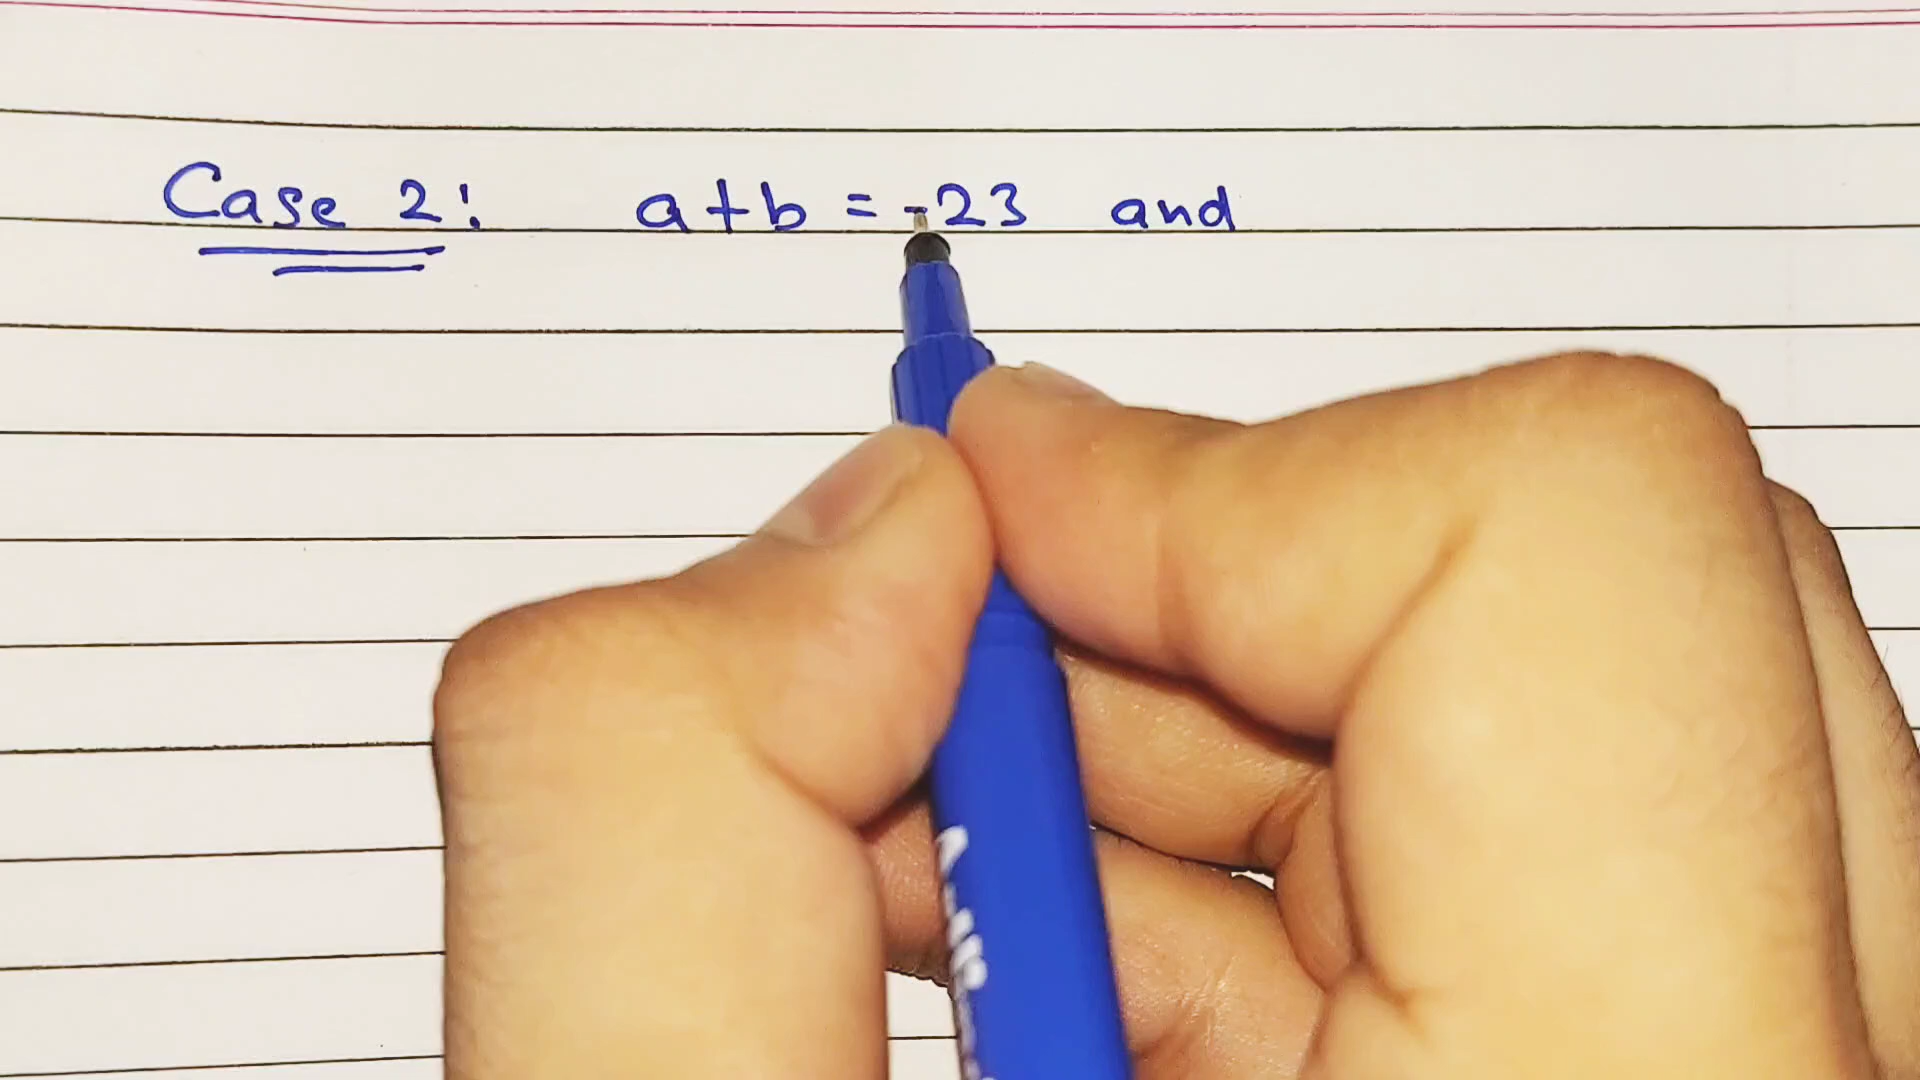 Case 2: a+b = -23 and